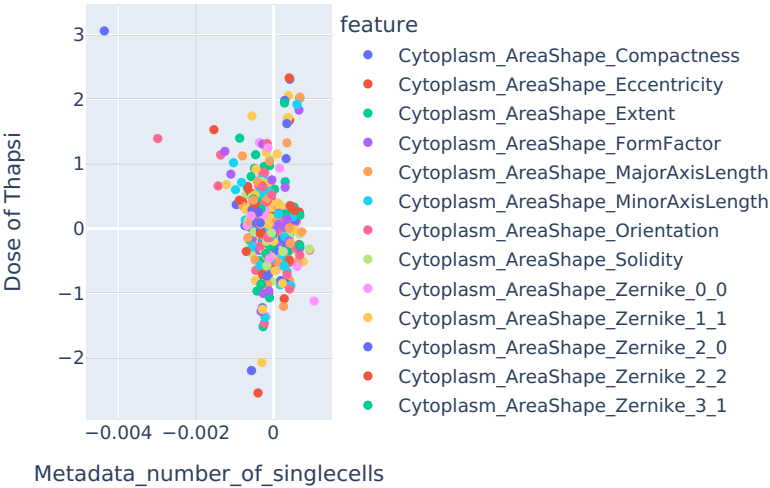 feature
Cytoplasm_AreaShape_Compactness
Cytoplasm_AreaShape_Eccentricity
Cytoplasm_AreaShape_Extent
Cytoplasm_AreaShape_FormFactor
Cytoplasm_AreaShape_MajorAxisLength
Cytoplasm_AreaShape_MinorAxisLength
Cytoplasm_AreaShape_Orientation
Cytoplasm_AreaShape_Solidity
Cytoplasm_AreaShape_Zernike_0_0
Cytoplasm_AreaShape_Zernike_1_1
Cytoplasm_AreaShape_Zernike_2_0
Cytoplasm_AreaShape_Zernike_2_2
Cytoplasm_AreaShape_Zernike_3_1
Dose of Thapsi
3
2
1
0
−1
−2
−0.004 −0.002 0
Metadata_number_of_singlecells